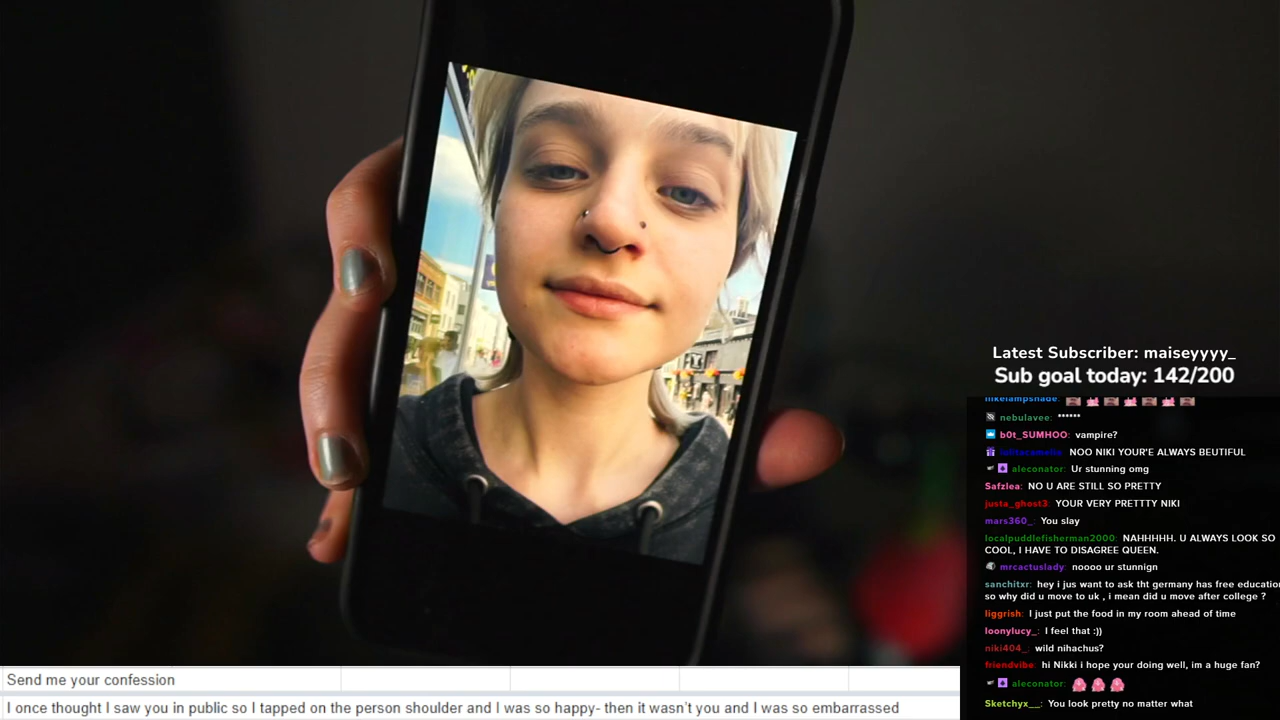 Latest Subscriber: maiseyyyy_
Sub goal today: 142/200
nikelampshade:
nebulavee: ******
b0t_SUMHOO: vampire?
NOO NIKI YOUR'E ALWAYS BEUTIFUL
aleconator: Ur stunning omg
Safzlea: NO U ARE STILL SO PRETTY
justa_ghost3: YOUR VERY PRETTTY NIKI
mars360_: You slay
localpuddlefisherman2000: NAHHHHH. U ALWAYS LOOK SO
COOL, I HAVE TO DISAGREE QUEEN.
mrcactuslady: noooo ur stunnign
sanchitxr: hey i jus want to ask tht germany has free educatio
so why did u move to uk , i mean did u move after college ?
liggrish: I just put the food in my room ahead of time
loonylucy_: I feel that :))
niki404_: wild nihachus?
friendvibe: hi Nikki i hope your doing well, im a huge fan?
aleconator:
Sketchyx__: You look pretty no matter what
Send me your confession
I once thought I saw you in public so I tapped on the person shoulder and I was so happy- then it wasn't you and I was so embarrassed